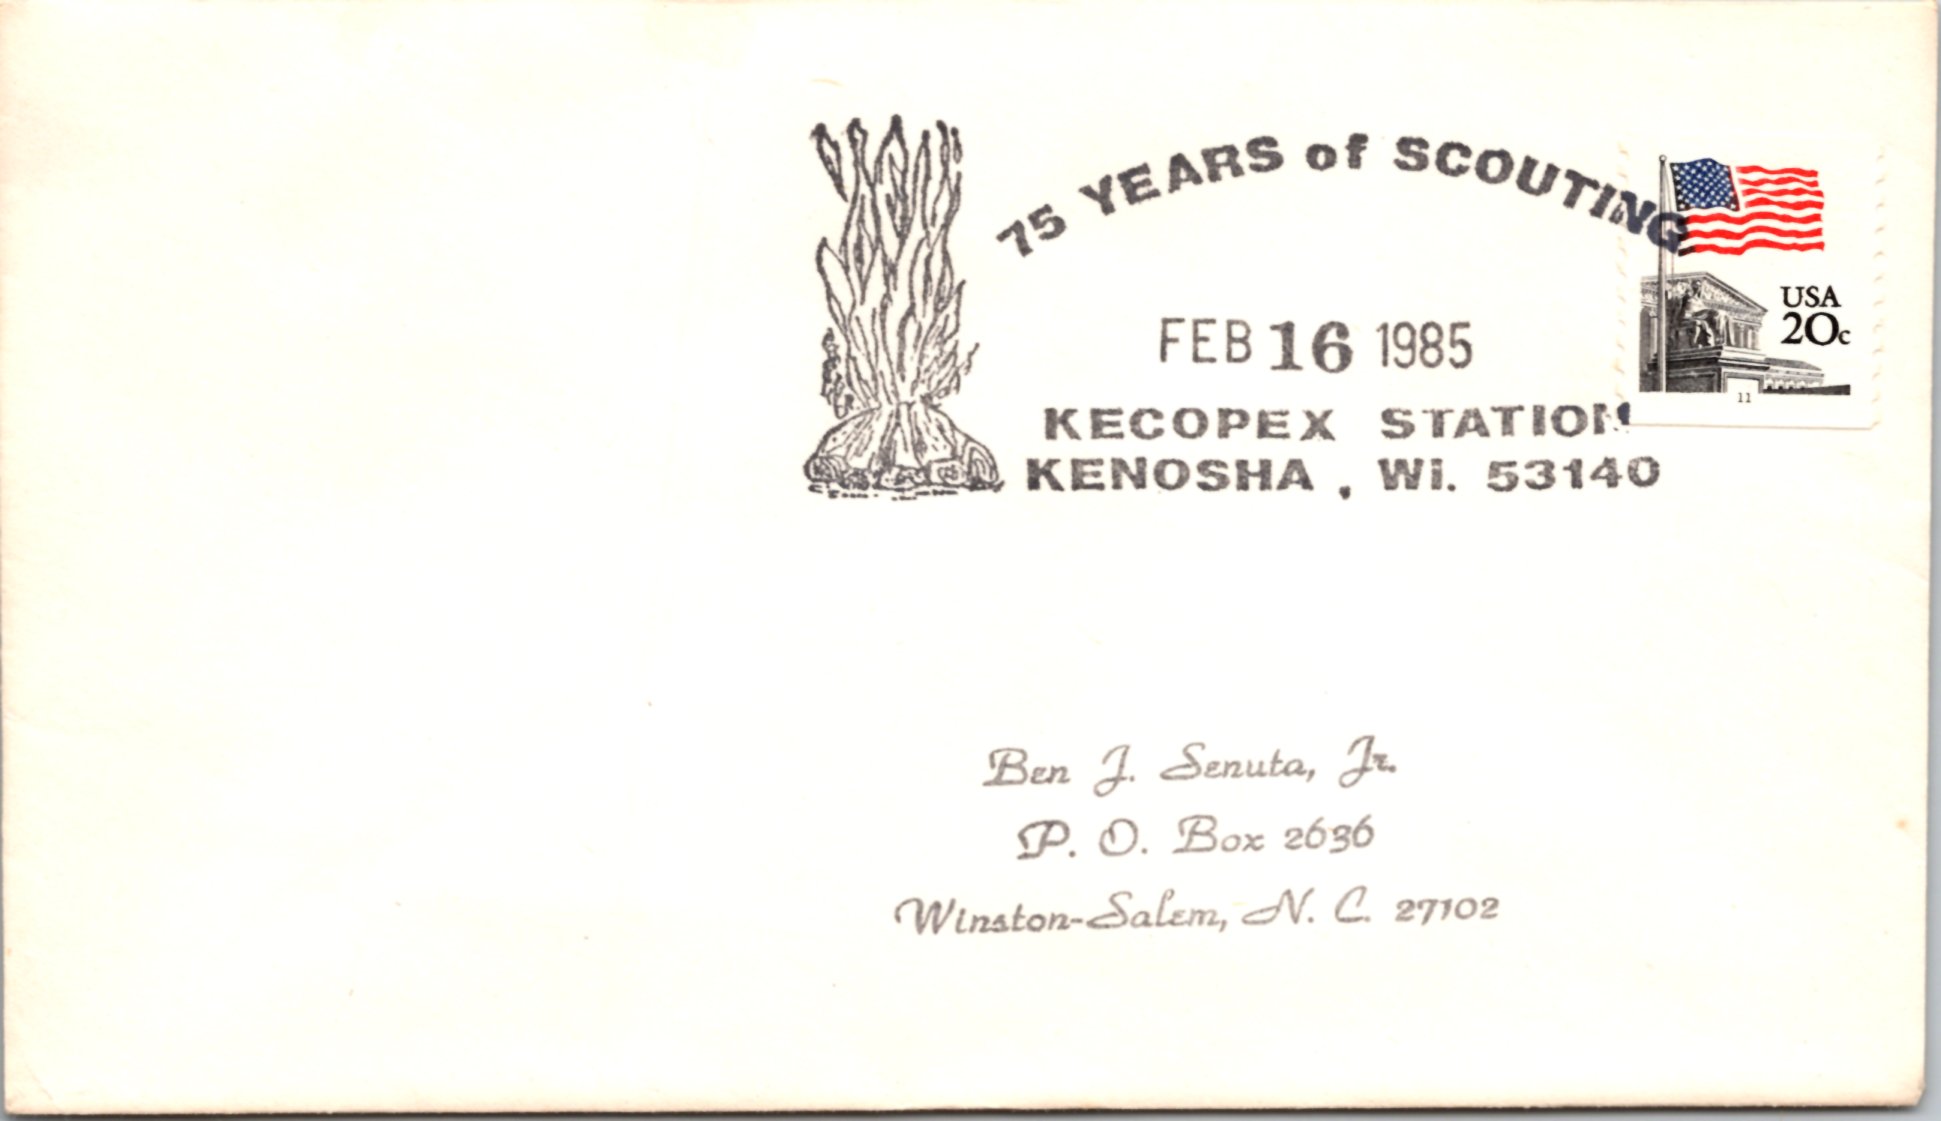 75 YEARS of SCOUTING
FEB 16 1985
KECOPEX STATION
KENOSHA , Wi. 53140
USA
20c
11
Ben J. Senuta, Jr.
P. O. Box 2636
Winston-Salem, N. C. 27102